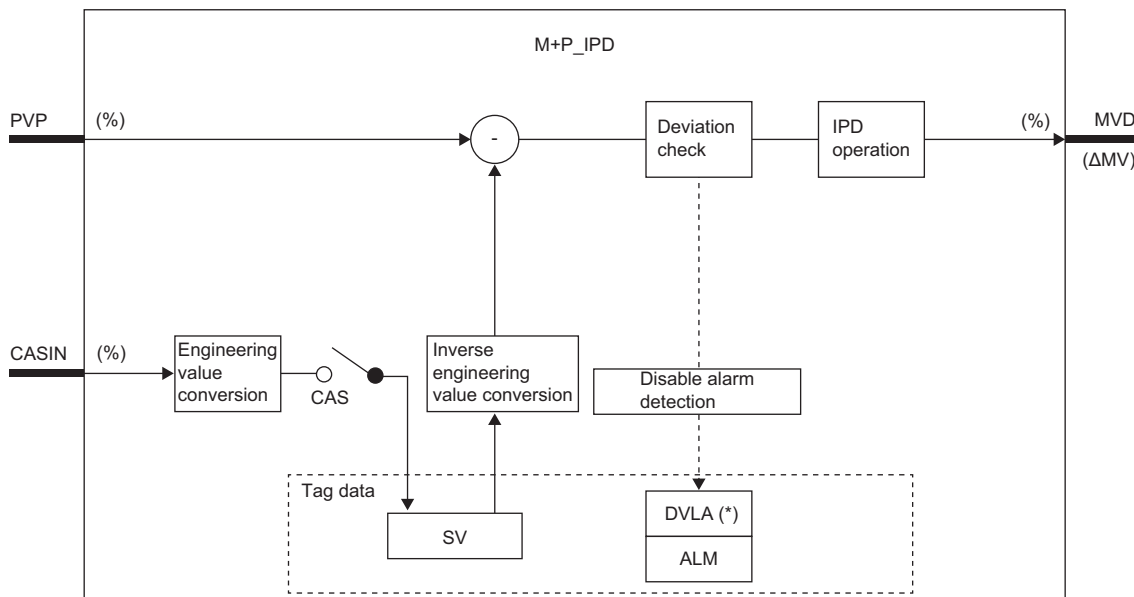 M+P_IPD
PVP
(%)
-
Deviation
check
IPD
operation
(%)
MVD
(ΔMV)
CASIN
(%)
Engineering
value
conversion
CAS
Inverse
engineering
value conversion
Disable alarm
detection
Tag data
SV
DVLA (*)
ALM